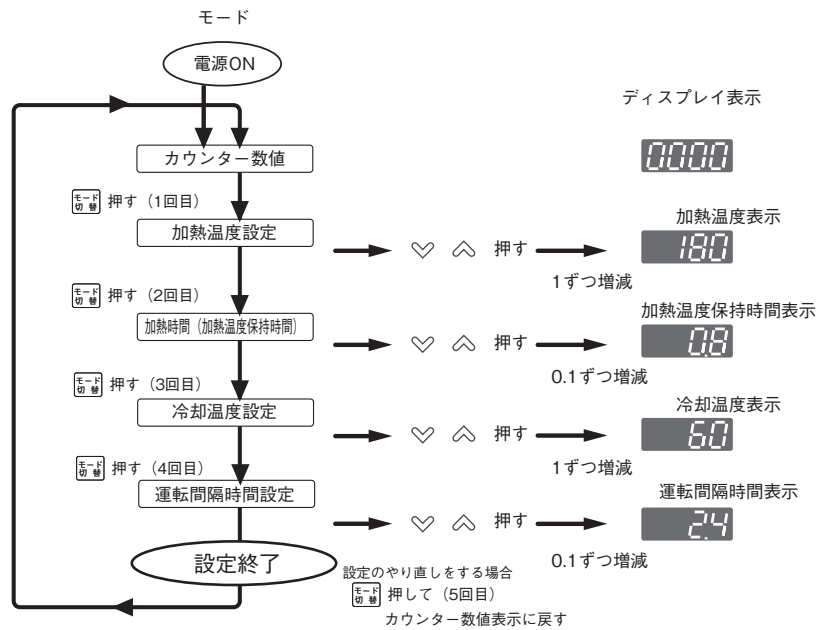 モード
電源ON
ディスプレイ表示
カウンター数値
0000
モード切替 押す（1回目）
加熱温度設定
押す
1ずつ増減
加熱温度表示
180
モード切替 押す（2回目）
加熱時間（加熱温度保持時間）
押す
0.1ずつ増減
加熱温度保持時間表示
0.8
モード切替 押す（3回目）
冷却温度設定
押す
1ずつ増減
冷却温度表示
60
モード切替 押す（4回目）
運転間隔時間設定
押す
0.1ずつ増減
運転間隔時間表示
2.4
設定終了
設定のやり直しをする場合
モード切替 押して（5回目）
カウンター数値表示に戻す